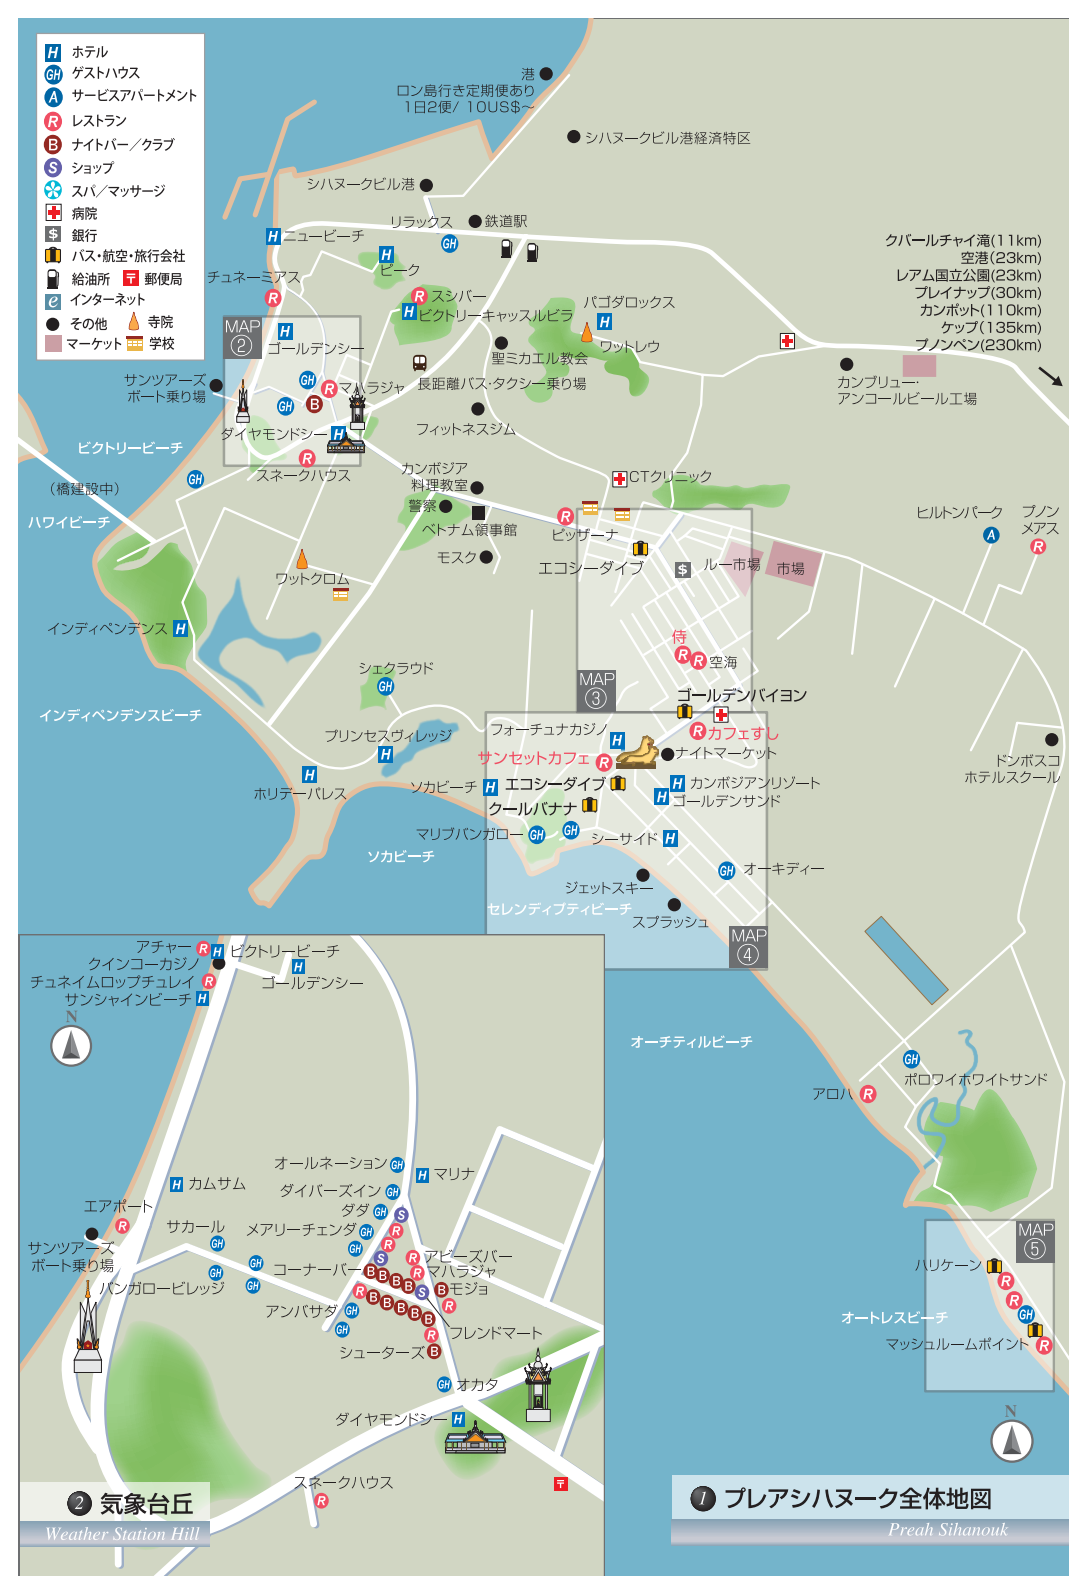 H ホテル
GH ゲストハウス
A サービスアパートメント
R レストラン
B ナイトバー／クラブ
S ショップ
スパ／マッサージ
病院
$ 銀行
バス・航空・旅行会社
給油所 〒 郵便局
e インターネット
その他 寺院
マーケット 学校
港
ロン島行き定期便あり
1日2便/ 10US$～
シハヌークビル港経済特区
シハヌークビル港
リラックス
鉄道駅
ニュービーチ
ピーク
チュネーミアス
スシバー
ビクトリーキャッスルビラ
パゴダロックス
ワットレウ
クバールチャイ滝(11km)
空港(23km)
レアム国立公園(23km)
プレイナップ(30km)
カンポット(110km)
ケップ(135km)
プノンペン(230km)
MAP
②
ゴールデンシー
聖ミカエル教会
長距離バス・タクシー乗り場
カンブリュー・
アンコールビール工場
サンツアーズ
ボート乗り場
マハラジャ
フィットネスジム
ダイヤモンドシー
ビクトリービーチ
スネークハウス
カンボジア
料理教室
CTクリニック
（橋建設中）
警察
ベトナム領事館
ハワイビーチ
ピッザーナ
ヒルトンパーク
プノン
メアス
モスク
エコシーダイブ
ルー市場
市場
ワットクロム
インディペンデンス
侍
空海
シェクラウド
MAP
③
ゴールデンバイヨン
インディペンデンスビーチ
プリンセスヴィレッジ
フォーチュナカジノ
カフェすし
サンセットカフェ
ナイトマーケット
ドンボスコ
ホテルスクール
ホリデーパレス
ソカビーチ
エコシーダイブ
カンボジアンリゾート
ゴールデンサンド
クールバナナ
マリブバンガロー
シーサイド
ソカビーチ
オーキディー
ジェットスキー
セレンディプティビーチ
スプラッシュ
MAP
④
オーチティルビーチ
ポロワイホワイトサンド
アロハ
MAP
⑤
ハリケーン
オートレスビーチ
マッシュルームポイント
N
1 プレアシハヌーク全体地図
Preah Sihanouk
アチャー
ビクトリービーチ
クインコーカジノ
ゴールデンシー
チュネイムロップチュレイ
サンシャインビーチ
N
オールネーション
マリナ
カムサム
ダイバーズイン
エアポート
ダダ
サカール
メアリーチェンダ
サンツアーズ
ボート乗り場
アビーズバー
コーナーバー
マハラジャ
バンガロービレッジ
モジョ
アンバサダ
フレンドマート
シューターズ
オカタ
ダイヤモンドシー
スネークハウス
〒
2 気象台丘
Weather Station Hill